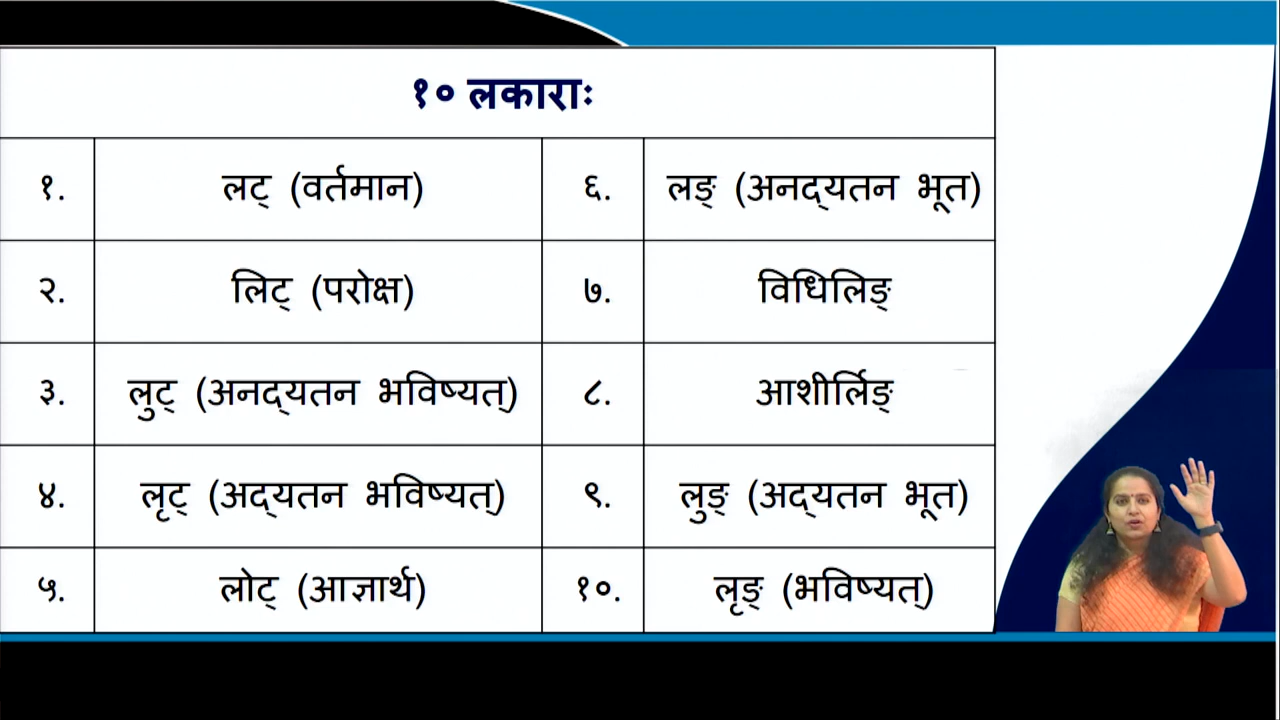 १० लकाराः
१. लट् (वर्तमान) ६. लङ् (अनद्‌यतन भूत)
२. लिट् (परोक्ष) ७. विधिलिङ्
३. लुट् (अनद्‌यतन भविष्यत्) ८. आशीर्लिङ्
४. लृट् (अद्‌यतन भविष्यत्) ९. लुङ् (अद्‌यतन भूत)
५. लोट् (आज्ञार्थ) १०. लृङ् (भविष्यत्)